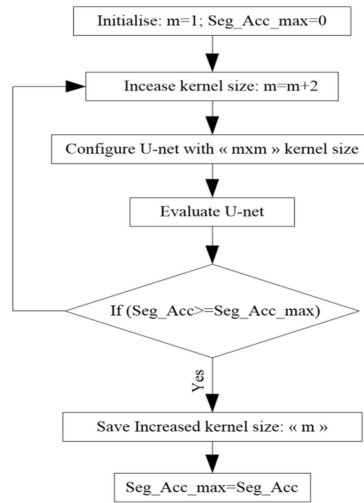 Initialise: m=1; Seg_Acc_max=0
Incease kernel size: m=m+2
Configure U-net with « mxm » kernel size
Evaluate U-net
If (Seg_Acc>=Seg_Acc_max)
Yes
Save Increased kernel size: « m »
Seg_Acc_max=Seg_Acc